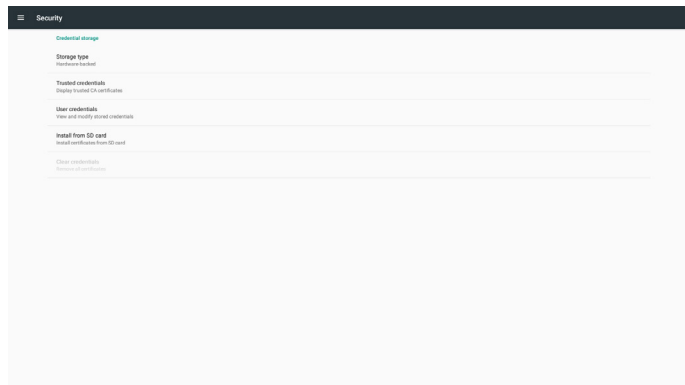 Security
Credential storage
Storage type
Hardware-backed
Trusted credentials
Display trusted CA certificates
User credentials
View and modify stored credentials
Install from SD card
Install certificates from SD card
Clear credentials
Remove all certificates